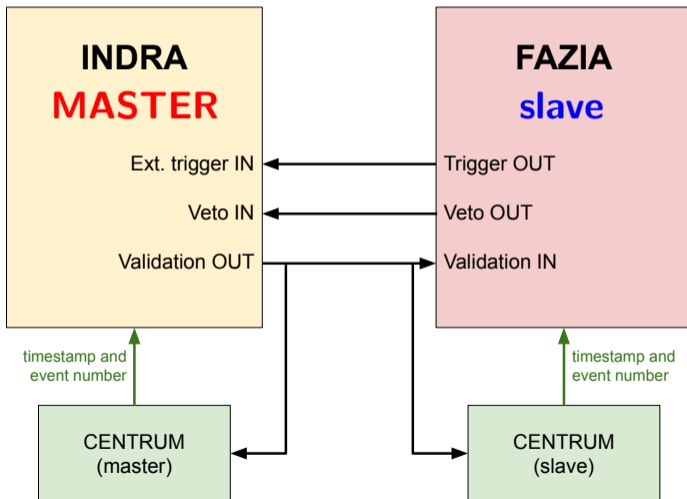 INDRA
MASTER
FAZIA
slave
Ext. trigger IN
Trigger OUT
Veto IN
Veto OUT
Validation OUT
Validation IN
timestamp and
event number
timestamp and
event number
CENTRUM
(master)
CENTRUM
(slave)